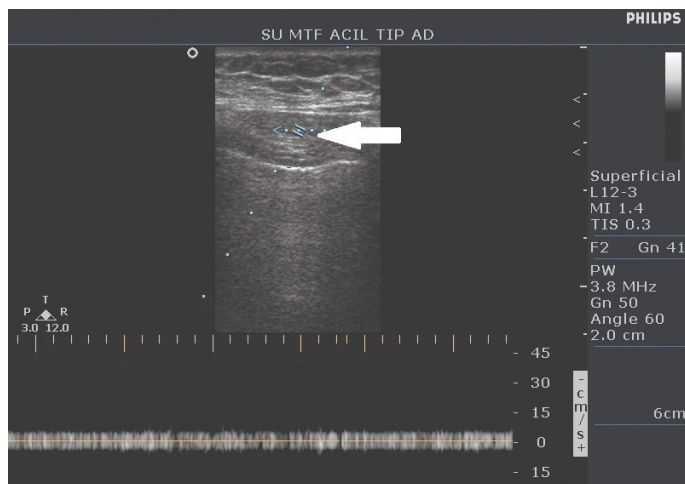 PHILIPS
SU MTF ACIL TIP AD
Superficial
L12-3
MI 1.4
TIS 0.3
F2 Gn 41
PW
3.8 MHz
Gn 50
Angle 60
2.0 cm
T
P R
3.0 12.0
45
30
15
0
15
- cm/s +
6cm